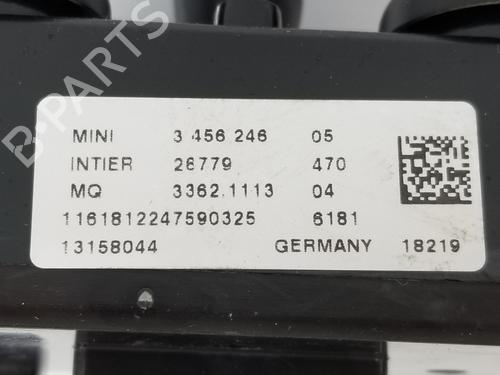 B-PARTS
MINI 3 456 246 05
INTIER 26779 470
MQ 3362.1113 04
1161812247590325 6181
13158044 GERMANY 18219